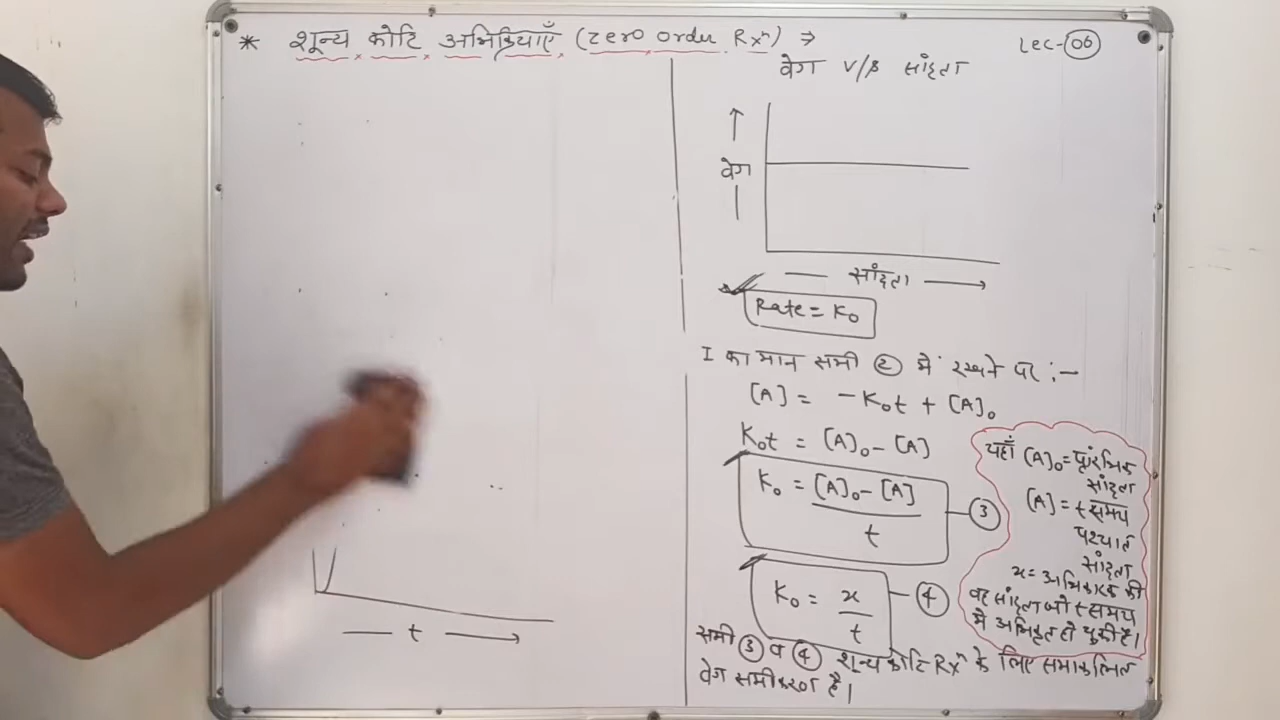 * शून्य कोटि अभिक्रियाएँ (Zero order Rxⁿ) ⇒
Lec-06
वेग v/s सांद्रता
वेग
सांद्रता
Rate = K₀
I का मान समी ② में रखने पर :-
[A] = -K₀t + [A]₀
K₀t = [A]₀ - [A]
K₀ = [A]₀ - [A] / t - ③
K₀ = x / t - ④
यहाँ [A]₀ = प्रारंभिक
सांद्रता
[A] = t समय
पश्चात
सांद्रता
x = अभिकारक की
वह सांद्रता जो t समय
में अभिकृत हो चुकी है।
समी ③ व ④ शून्य कोटि Rxⁿ के लिए समाकलित
वेग समीकरण है।
t